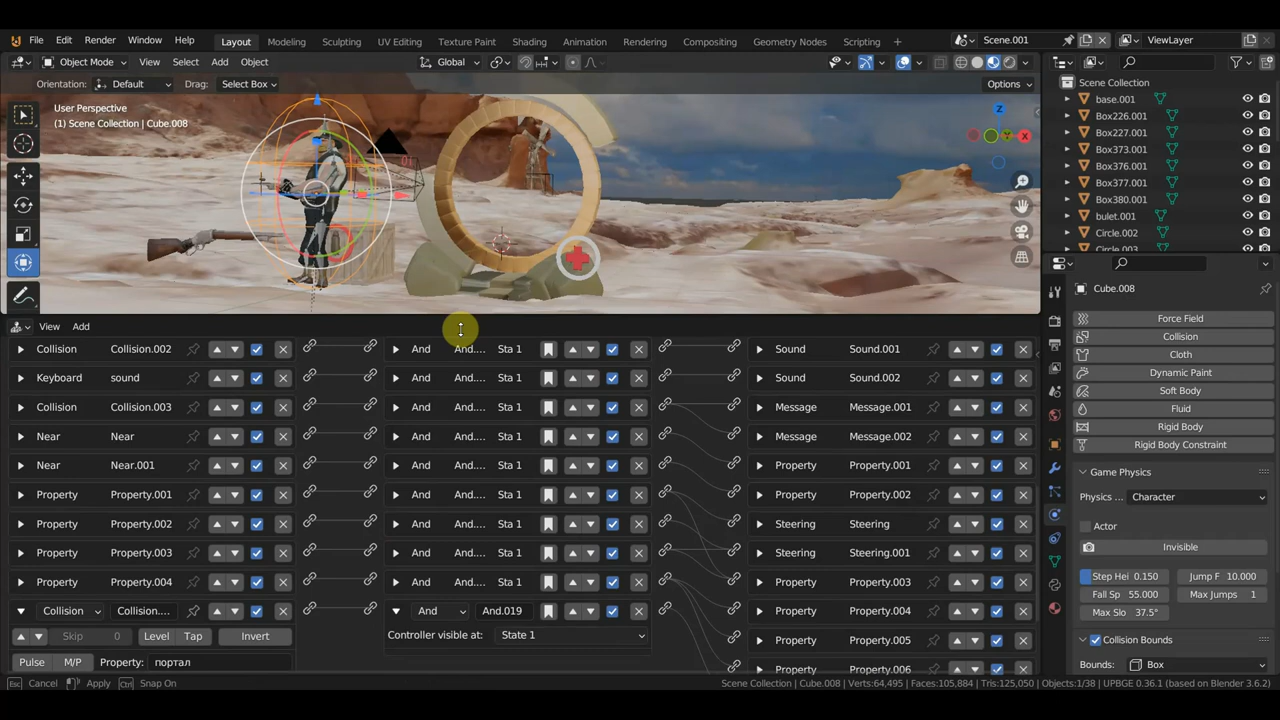 File Edit Render Window Help Layout Modeling Sculpting UV Editing Texture Paint Shading Animation Rendering Compositing Geometry Nodes Scripting + Scene.001 ViewLayer
Object Mode View Select Add Object Global
Orientation: Default Drag: Select Box Options
User Perspective
(1) Scene Collection | Cube.008
Z
X
Scene Collection
base.001
Box226.001
Box227.001
Box373.001
Box376.001
Box377.001
Box380.001
bulet.001
Circle.002
Circle.003
View Add
Collision Collision.002 And And.... Sta 1 Sound Sound.001
Keyboard sound And And.... Sta 1 Sound Sound.002
Collision Collision.003 And And.... Sta 1 Message Message.001
Near Near And And.... Sta 1 Message Message.002
Near Near.001 And And.... Sta 1 Property Property.001
Property Property.001 And And.... Sta 1 Property Property.002
Property Property.002 And And.... Sta 1 Steering Steering
Property Property.003 And And.... Sta 1 Steering Steering.001
Property Property.004 And And.... Sta 1 Property Property.003
Collision Collision.... And And.019 Property Property.004
Skip 0 Level Tap Invert Controller visible at: State 1 Property Property.005
Pulse M/P Property: портал Property Property.006
Cube.008
Force Field
Collision
Cloth
Dynamic Paint
Soft Body
Fluid
Rigid Body
Rigid Body Constraint
Game Physics
Physics ... Character
Actor
Invisible
Step Hei 0.150 Jump F 10.000
Fall Sp 55.000 Max Jumps 1
Max Slo 37.5°
Collision Bounds
Bounds: Box
Esc Cancel Apply Ctrl Snap On Scene Collection | Cube.008 | Verts:64,495 | Faces:105,884 | Tris:125,050 | Objects:1/38 | UPBGE 0.36.1 (based on Blender 3.6.2)